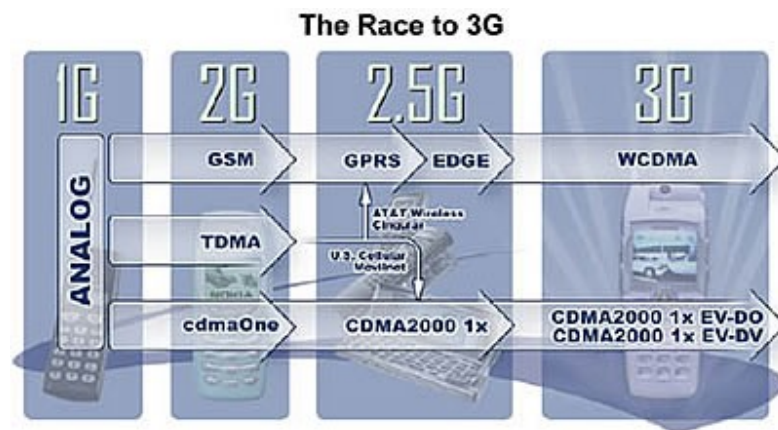 The Race to 3G
1G
2G
2.5G
3G
ANALOG
GSM
GPRS
EDGE
WCDMA
TDMA
AT&T Wireless
Cingular
U.S. Cellular
Movilnet
NOKIA
cdmaOne
CDMA2000 1x
CDMA2000 1x EV-DO
CDMA2000 1x EV-DV